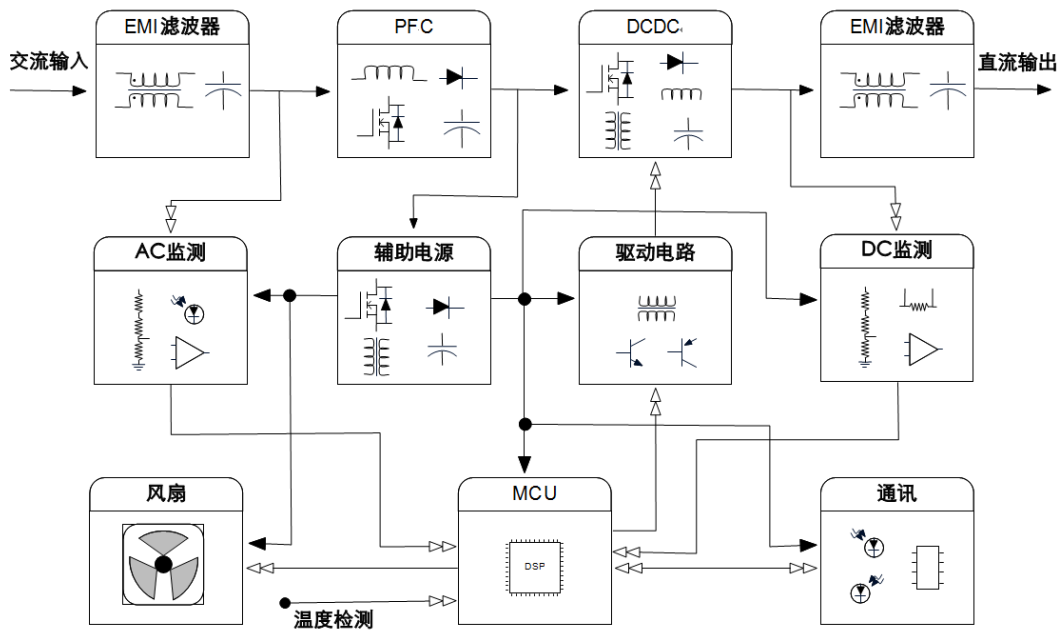 EMI滤波器
PFC
DCDC
EMI滤波器
交流输入
直流输出
AC监测
辅助电源
驱动电路
DC监测
风扇
MCU
通讯
DSP
温度检测